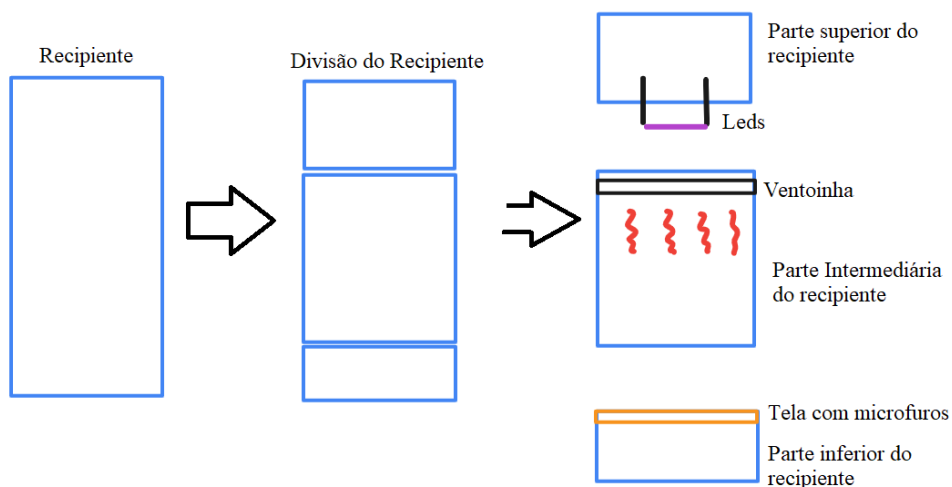 Recipiente
Divisão do Recipiente
Parte superior do
recipiente
Leds
Ventoinha
Parte Intermediária
do recipiente
Tela com microfuros
Parte inferior do
recipiente